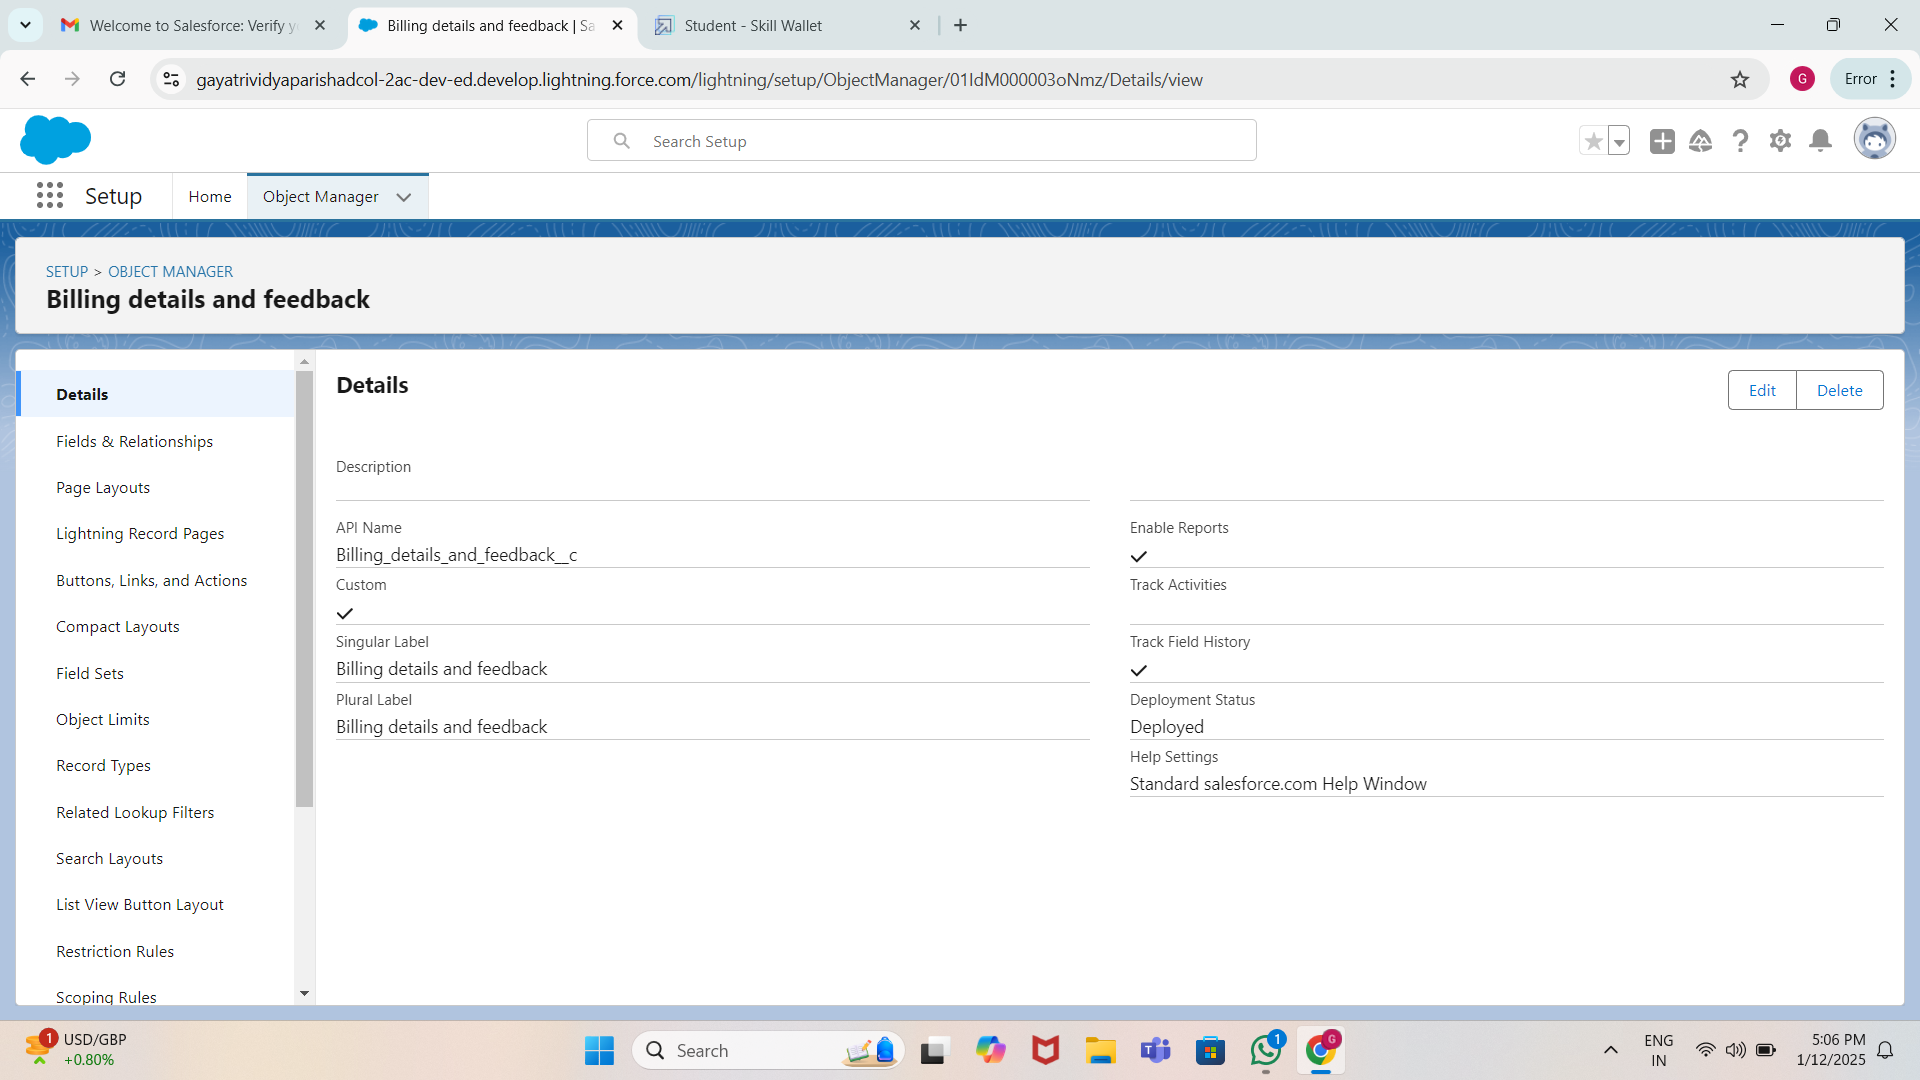 Welcome to Salesforce: Verify y
Billing details and feedback | Sa
Student - Skill Wallet
gayatrividyaparishadcol-2ac-dev-ed.develop.lightning.force.com/lightning/setup/ObjectManager/01IdM000003oNmz/Details/view
G
Error
Search Setup
Setup
Home
Object Manager
SETUP > OBJECT MANAGER
Billing details and feedback
Details
Fields & Relationships
Page Layouts
Lightning Record Pages
Buttons, Links, and Actions
Compact Layouts
Field Sets
Object Limits
Record Types
Related Lookup Filters
Search Layouts
List View Button Layout
Restriction Rules
Scoping Rules
Details
Edit
Delete
Description
API Name
Billing_details_and_feedback__c
Custom
Singular Label
Billing details and feedback
Plural Label
Billing details and feedback
Enable Reports
Track Activities
Track Field History
Deployment Status
Deployed
Help Settings
Standard salesforce.com Help Window
1
USD/GBP
+0.80%
Search
1
G
ENG
IN
5:06 PM
1/12/2025